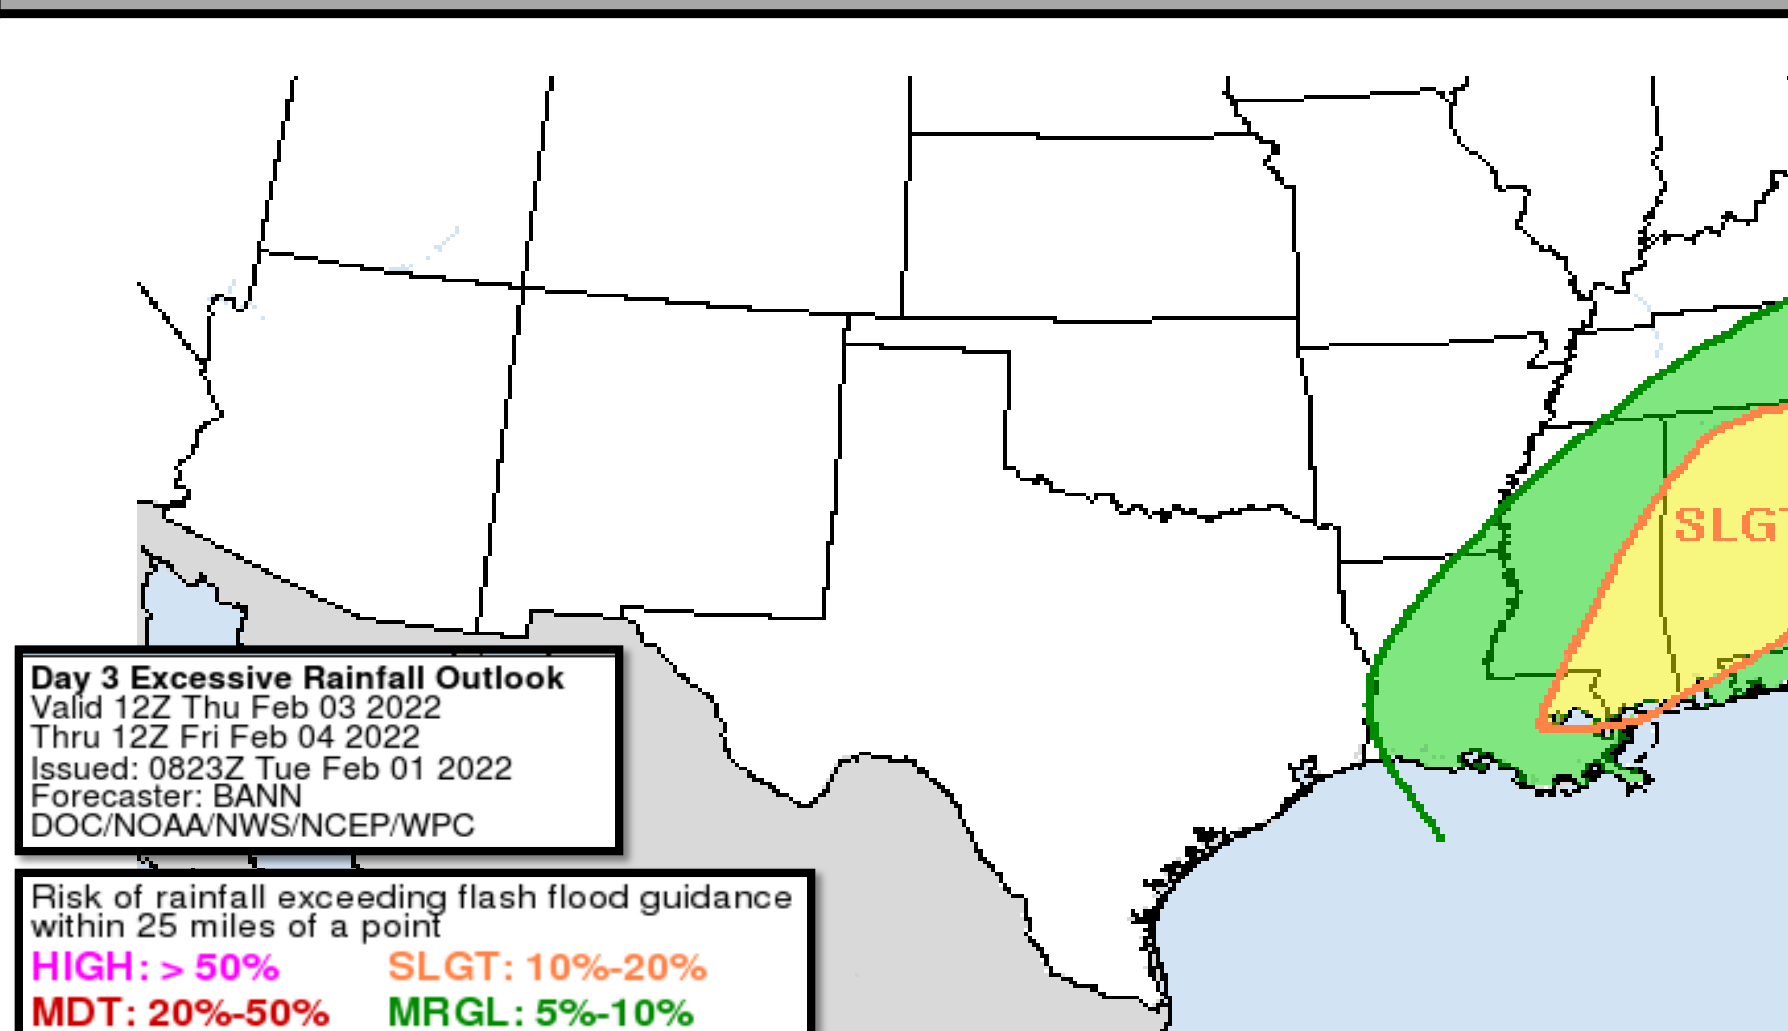 SLGT
Day 3 Excessive Rainfall Outlook
Valid 12Z Thu Feb 03 2022
Thru 12Z Fri Feb 04 2022
Issued: 0823Z Tue Feb 01 2022
Forecaster: BANN
DOC/NOAA/NWS/NCEP/WPC
Risk of rainfall exceeding flash flood guidance
within 25 miles of a point
HIGH: > 50% SLGT: 10%-20%
MDT: 20%-50% MRGL: 5%-10%